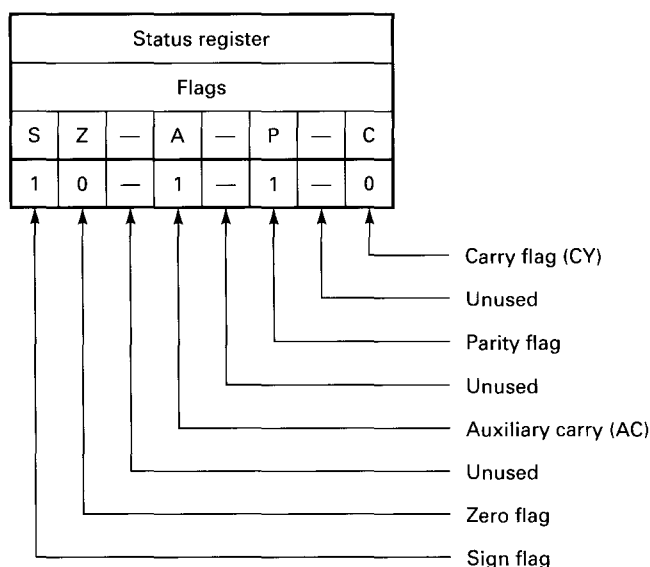 Status register
Flags
S Z — A — P — C
1 0 — 1 — 1 — 0
Carry flag (CY)
Unused
Parity flag
Unused
Auxiliary carry (AC)
Unused
Zero flag
Sign flag